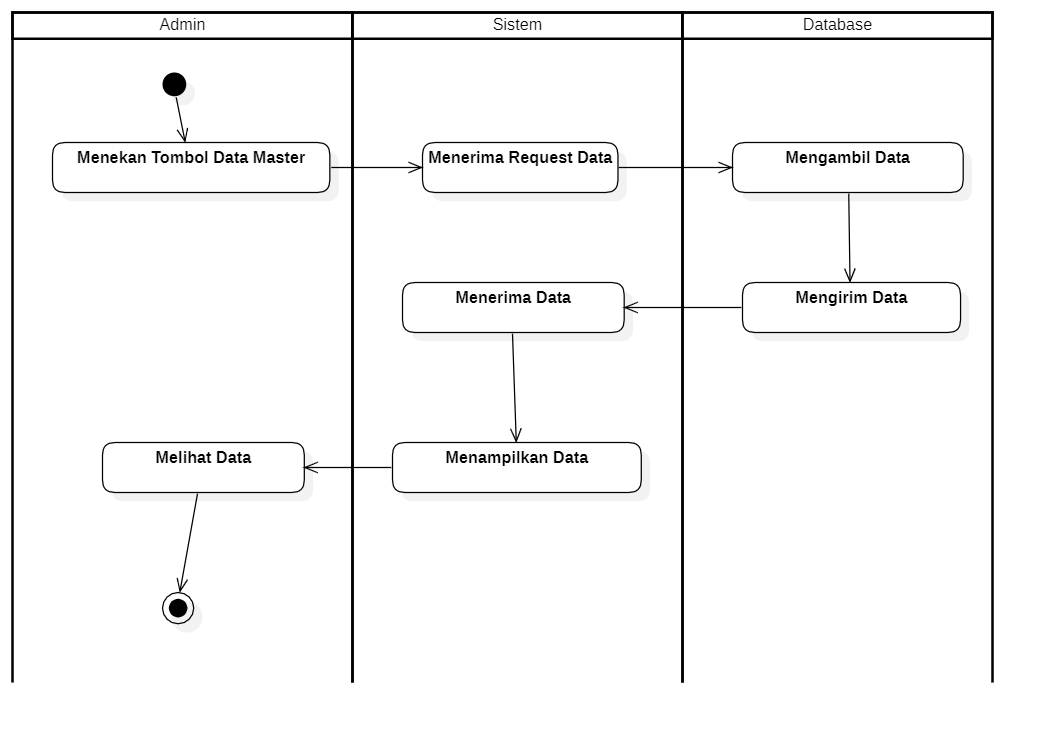 Admin
Sistem
Database
Menekan Tombol Data Master
Menerima Request Data
Mengambil Data
Menerima Data
Mengirim Data
Melihat Data
Menampilkan Data